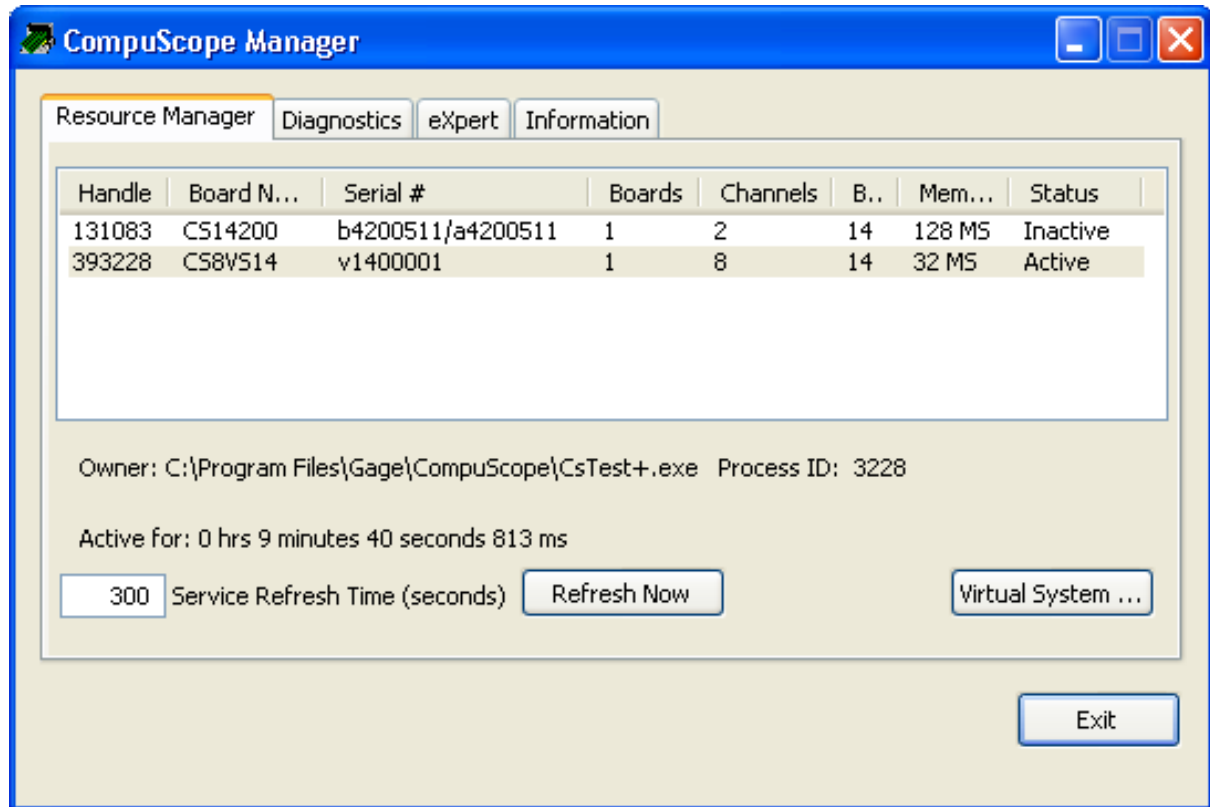 CompuScope Manager
Resource Manager Diagnostics eXpert Information
Handle Board N... Serial # Boards Channels B.. Mem... Status
131083 CS14200 b4200511/a4200511 1 2 14 128 MS Inactive
393228 CS8VS14 v1400001 1 8 14 32 MS Active
Owner: C:\Program Files\Gage\CompuScope\CsTest+.exe Process ID: 3228
Active for: 0 hrs 9 minutes 40 seconds 813 ms
300 Service Refresh Time (seconds) Refresh Now Virtual System ...
Exit